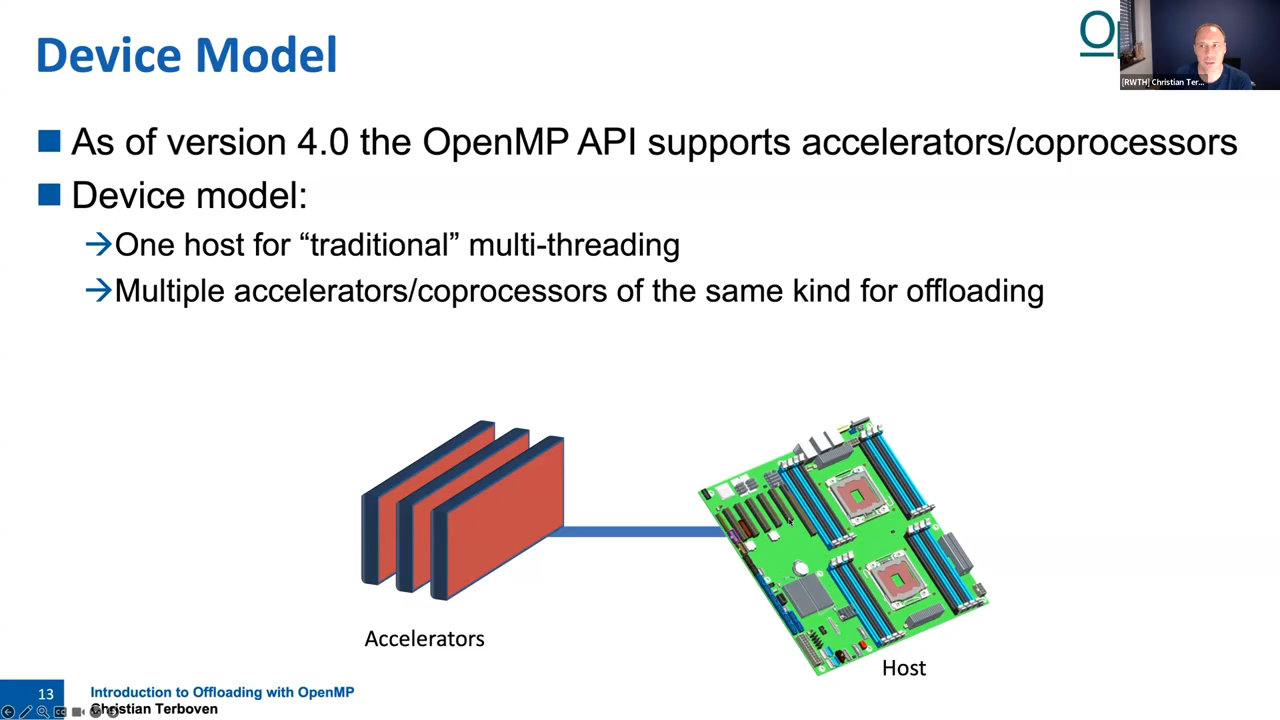 Device Model
Op
[RWTH] Christian Ter...
As of version 4.0 the OpenMP API supports accelerators/coprocessors
Device model:
One host for “traditional” multi-threading
Multiple accelerators/coprocessors of the same kind for offloading
Accelerators
Host
13
Introduction to Offloading with OpenMP
Christian Terboven